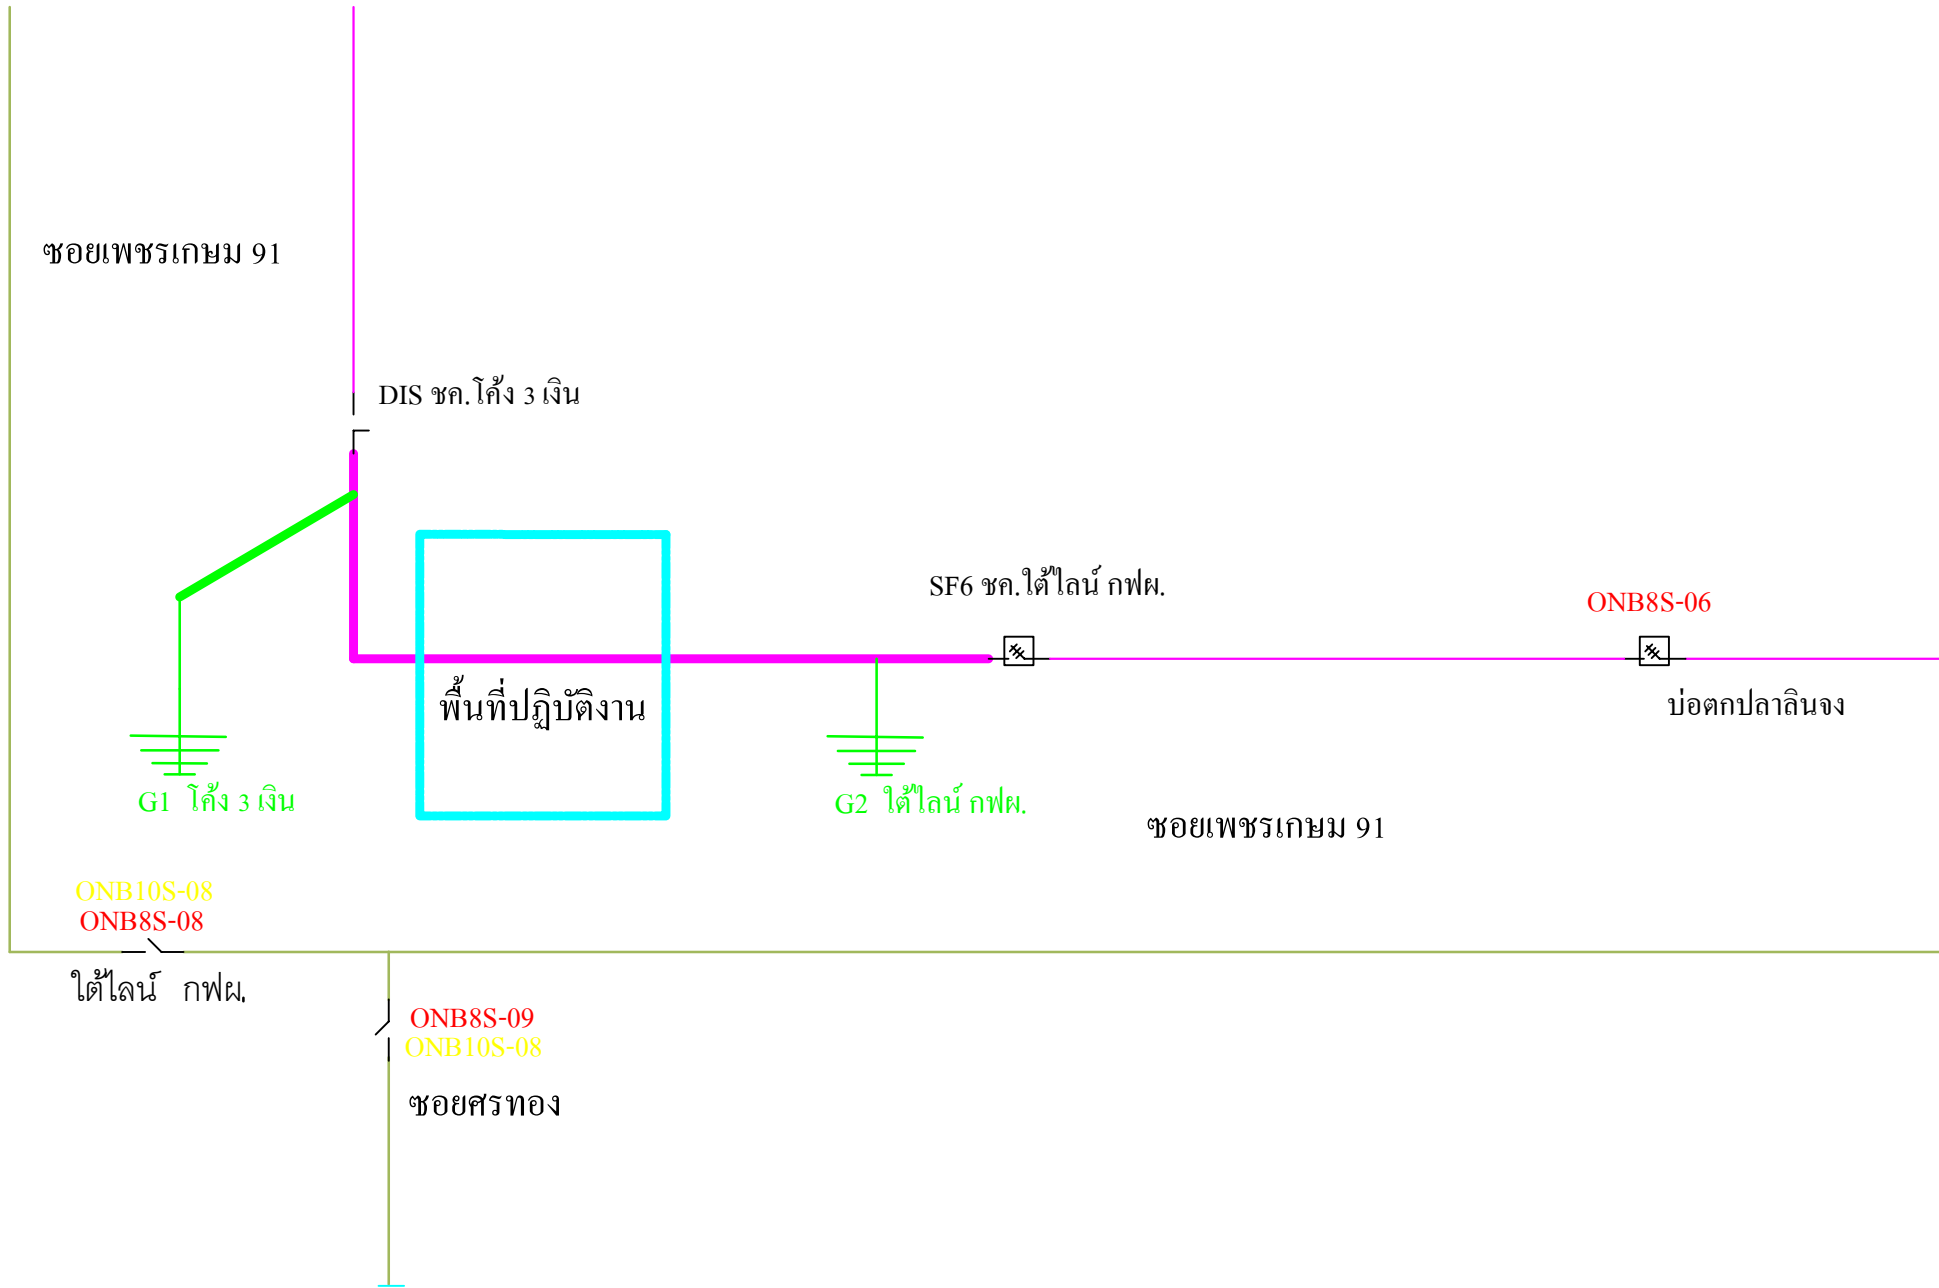 ซอยเพชรเกษม 91
DIS ชค.โค้ง 3 เงิน
SF6 ชค.ใต้ไลน์ กฟผ.
ONB8S-06
พื้นที่ปฏิบัติงาน
บ่อตกปลาลินจง
G1 โค้ง 3 เงิน
G2 ใต้ไลน์ กฟผ.
ซอยเพชรเกษม 91
ONB10S-08
ONB8S-08
ใต้ไลน์ กฟผ.
ONB8S-09
ONB10S-08
ซอยศรทอง